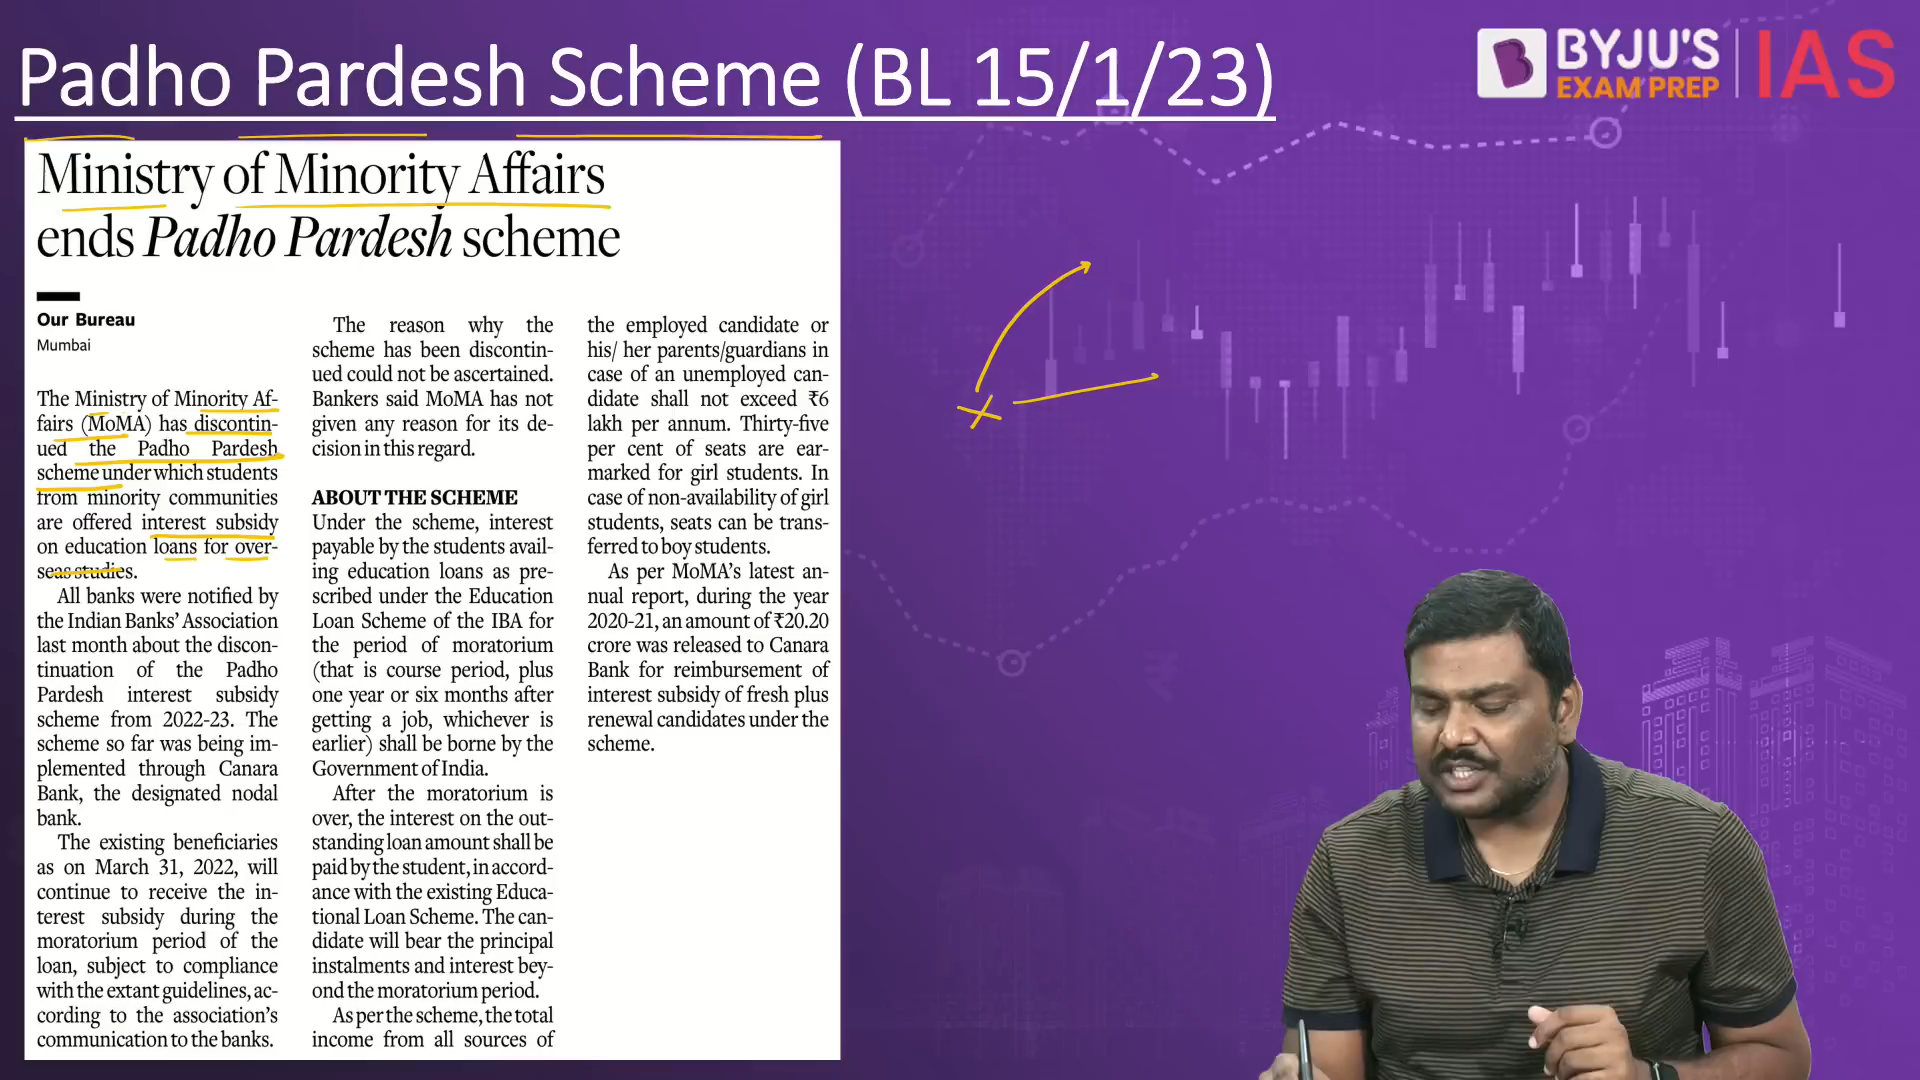 Padho Pardesh Scheme (BL 15/1/23)
BYJU'S
EXAM PREP
IAS
Ministry of Minority Affairs
ends Padho Pardesh scheme
Our Bureau
Mumbai
The Ministry of Minority Af-
fairs (MoMA) has discontin-
ued the Padho Pardesh
scheme under which students
from minority communities
are offered interest subsidy
on education loans for over-
seas studies.
All banks were notified by
the Indian Banks' Association
last month about the discon-
tinuation of the Padho
Pardesh interest subsidy
scheme from 2022-23. The
scheme so far was being im-
plemented through Canara
Bank, the designated nodal
bank.
The existing beneficiaries
as on March 31, 2022, will
continue to receive the in-
terest subsidy during the
moratorium period of the
loan, subject to compliance
with the extant guidelines, ac-
cording to the association's
communication to the banks.
The reason why the
scheme has been discontin-
ued could not be ascertained.
Bankers said MoMA has not
given any reason for its de-
cision in this regard.
ABOUT THE SCHEME
Under the scheme, interest
payable by the students avail-
ing education loans as pre-
scribed under the Education
Loan Scheme of the IBA for
the period of moratorium
(that is course period, plus
one year or six months after
getting a job, whichever is
earlier) shall be borne by the
Government of India.
After the moratorium is
over, the interest on the out-
standing loan amount shall be
paid by the student, in accord-
ance with the existing Educa-
tional Loan Scheme. The can-
didate will bear the principal
instalments and interest bey-
ond the moratorium period.
As per the scheme, the total
income from all sources of
the employed candidate or
his/ her parents/guardians in
case of an unemployed can-
didate shall not exceed ₹6
lakh per annum. Thirty-five
per cent of seats are ear-
marked for girl students. In
case of non-availability of girl
students, seats can be trans-
ferred to boy students.
As per MoMA's latest an-
nual report, during the year
2020-21, an amount of ₹20.20
crore was released to Canara
Bank for reimbursement of
interest subsidy of fresh plus
renewal candidates under the
scheme.